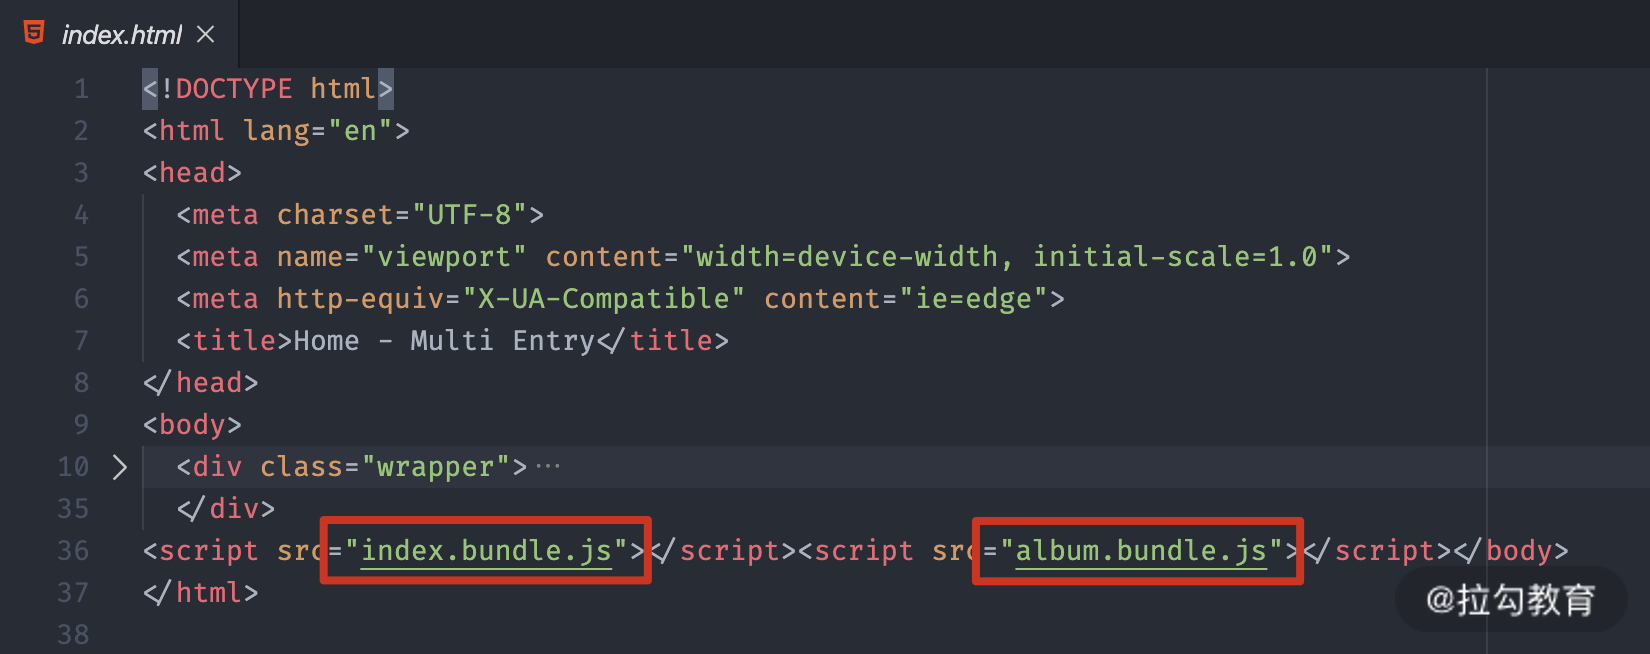 index.html
1 <!DOCTYPE html>
2 <html lang="en">
3 <head>
4 <meta charset="UTF-8">
5 <meta name="viewport" content="width=device-width, initial-scale=1.0">
6 <meta http-equiv="X-UA-Compatible" content="ie=edge">
7 <title>Home - Multi Entry</title>
8 </head>
9 <body>
10 <div class="wrapper">···
35 </div>
36 <script src="index.bundle.js"></script><script src="album.bundle.js"></script></body>
37 </html>
38
@拉勾教育